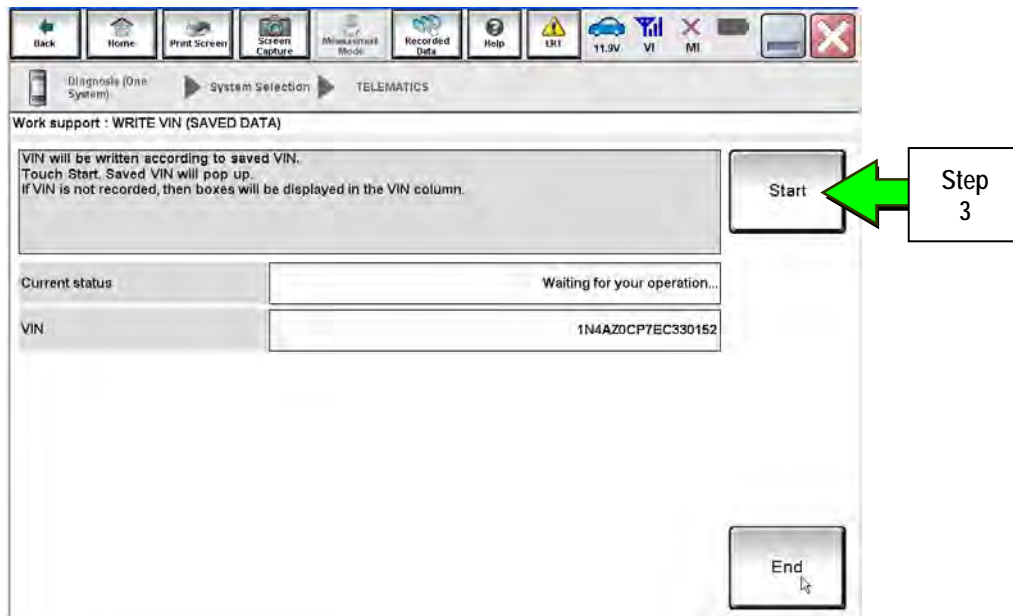 Back
Home
Print Screen
Screen Capture
Measurement Mode
Recorded Data
Help
ERT
11.9V
VI
MI
Diagnosis (One System)
System Selection
TELEMATICS
Work support : WRITE VIN (SAVED DATA)
VIN will be written according to saved VIN.
Touch Start. Saved VIN will pop up.
If VIN is not recorded, then boxes will be displayed in the VIN column.
Start
Step
3
Current status
Waiting for your operation...
VIN
1N4AZ0CP7EC330152
End